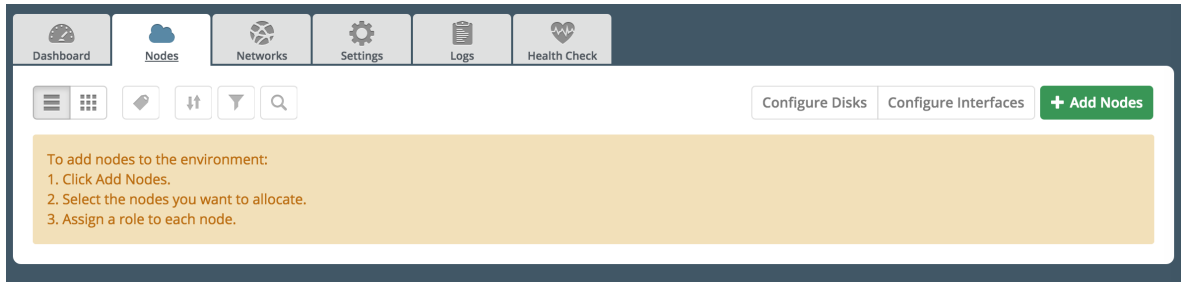 Dashboard
Nodes
Networks
Settings
Logs
Health Check
Configure Disks
Configure Interfaces
Add Nodes
To add nodes to the environment:
1. Click Add Nodes.
2. Select the nodes you want to allocate.
3. Assign a role to each node.